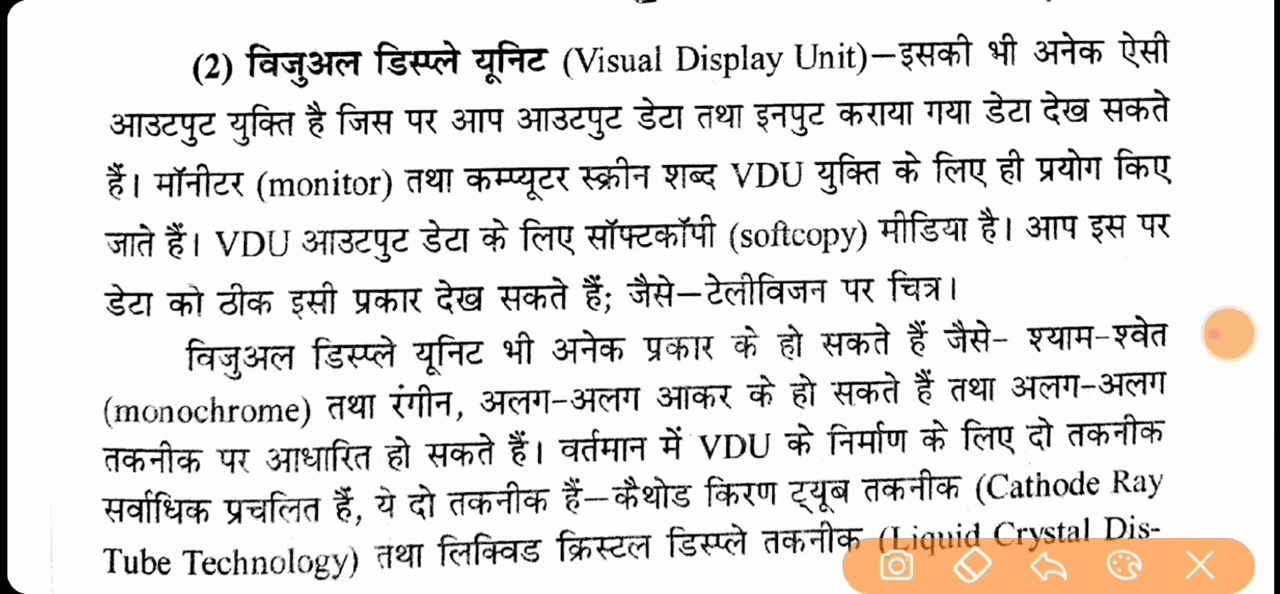 (2) विजुअल डिस्प्ले यूनिट (Visual Display Unit)–इसकी भी अनेक ऐसी
आउटपुट युक्ति है जिस पर आप आउटपुट डेटा तथा इनपुट कराया गया डेटा देख सकते
हैं। मॉनीटर (monitor) तथा कम्प्यूटर स्क्रीन शब्द VDU युक्ति के लिए ही प्रयोग किए
जाते हैं। VDU आउटपुट डेटा के लिए सॉफ्टकॉपी (softcopy) मीडिया है। आप इस पर
डेटा को ठीक इसी प्रकार देख सकते हैं; जैसे–टेलीविजन पर चित्र।
विजुअल डिस्प्ले यूनिट भी अनेक प्रकार के हो सकते हैं जैसे- श्याम-श्वेत
(monochrome) तथा रंगीन, अलग-अलग आकर के हो सकते हैं तथा अलग-अलग
तकनीक पर आधारित हो सकते हैं। वर्तमान में VDU के निर्माण के लिए दो तकनीक
सर्वाधिक प्रचलित हैं, ये दो तकनीक हैं–कैथोड किरण ट्यूब तकनीक (Cathode Ray
Tube Technology) तथा लिक्विड क्रिस्टल डिस्प्ले तकनीक (Liquid Crystal Dis-